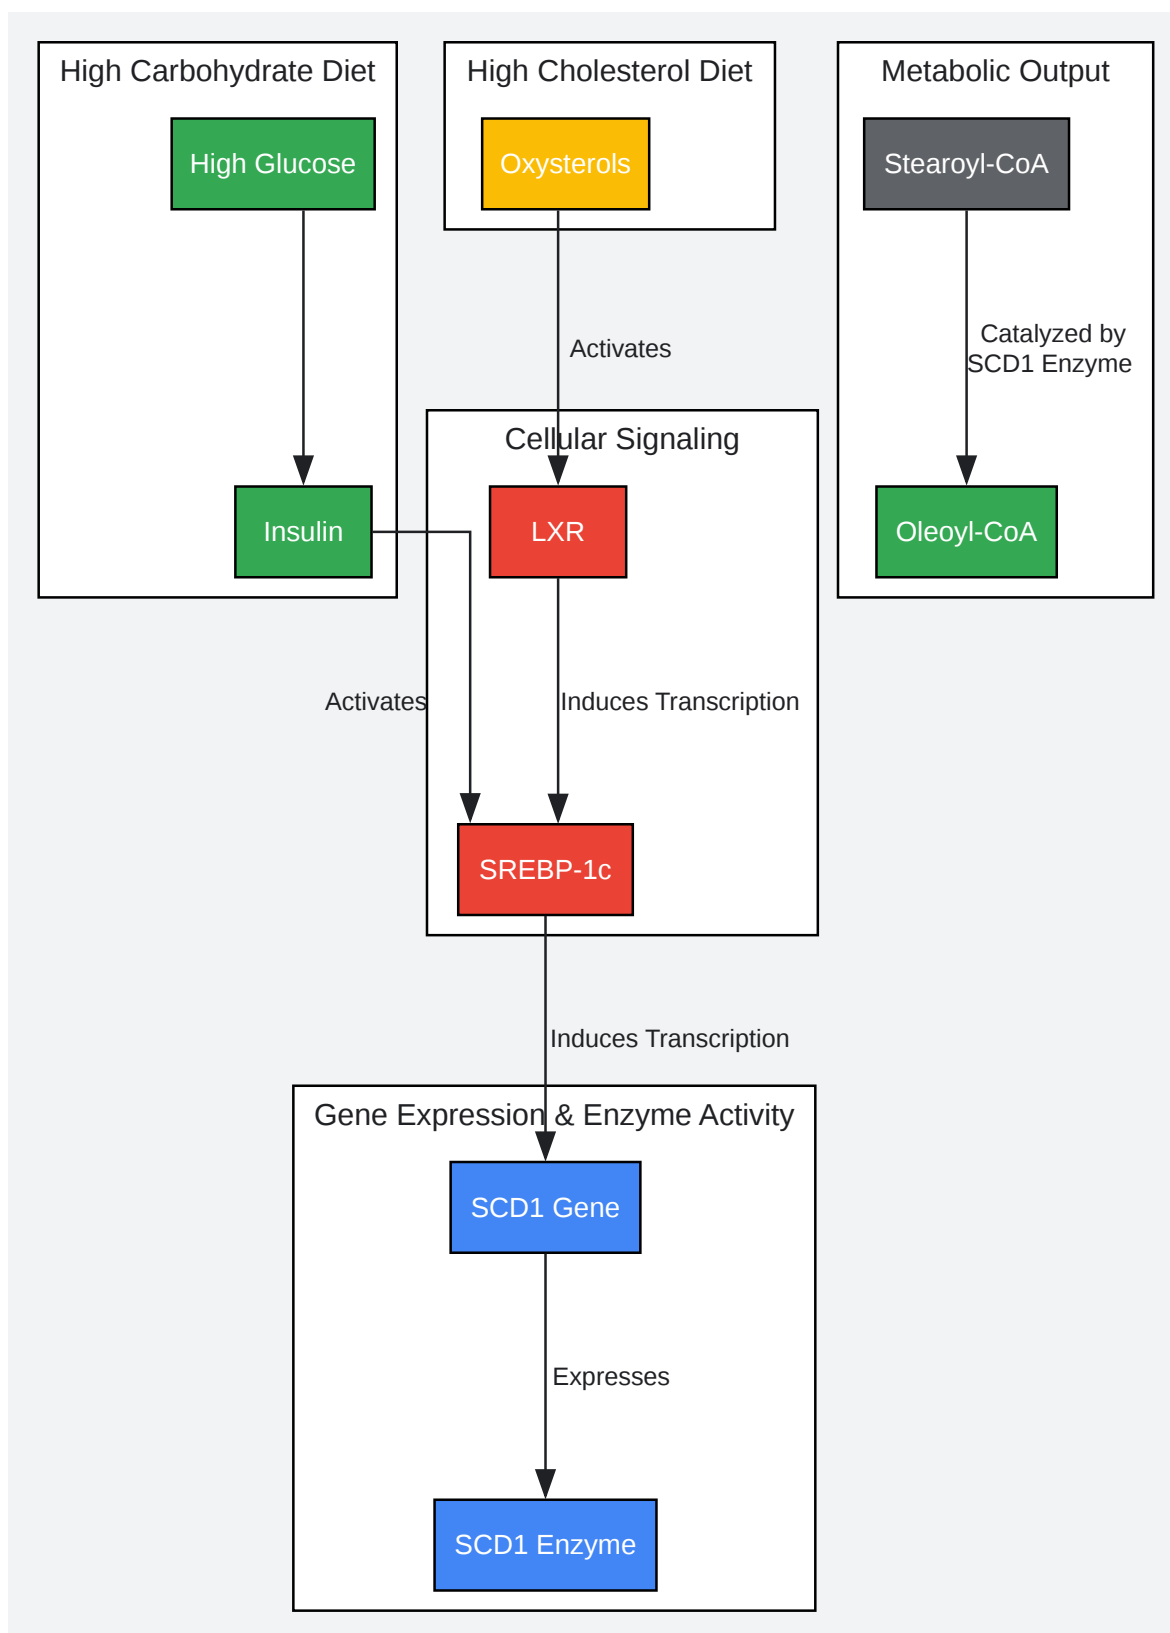 High Carbohydrate Diet
High Glucose
Insulin
High Cholesterol Diet
Oxysterols
Activates
Metabolic Output
Stearoyl-CoA
Catalyzed by
SCD1 Enzyme
Oleoyl-CoA
Cellular Signaling
LXR
Activates
Induces Transcription
SREBP-1c
Induces Transcription
Gene Expression & Enzyme Activity
SCD1 Gene
Expresses
SCD1 Enzyme